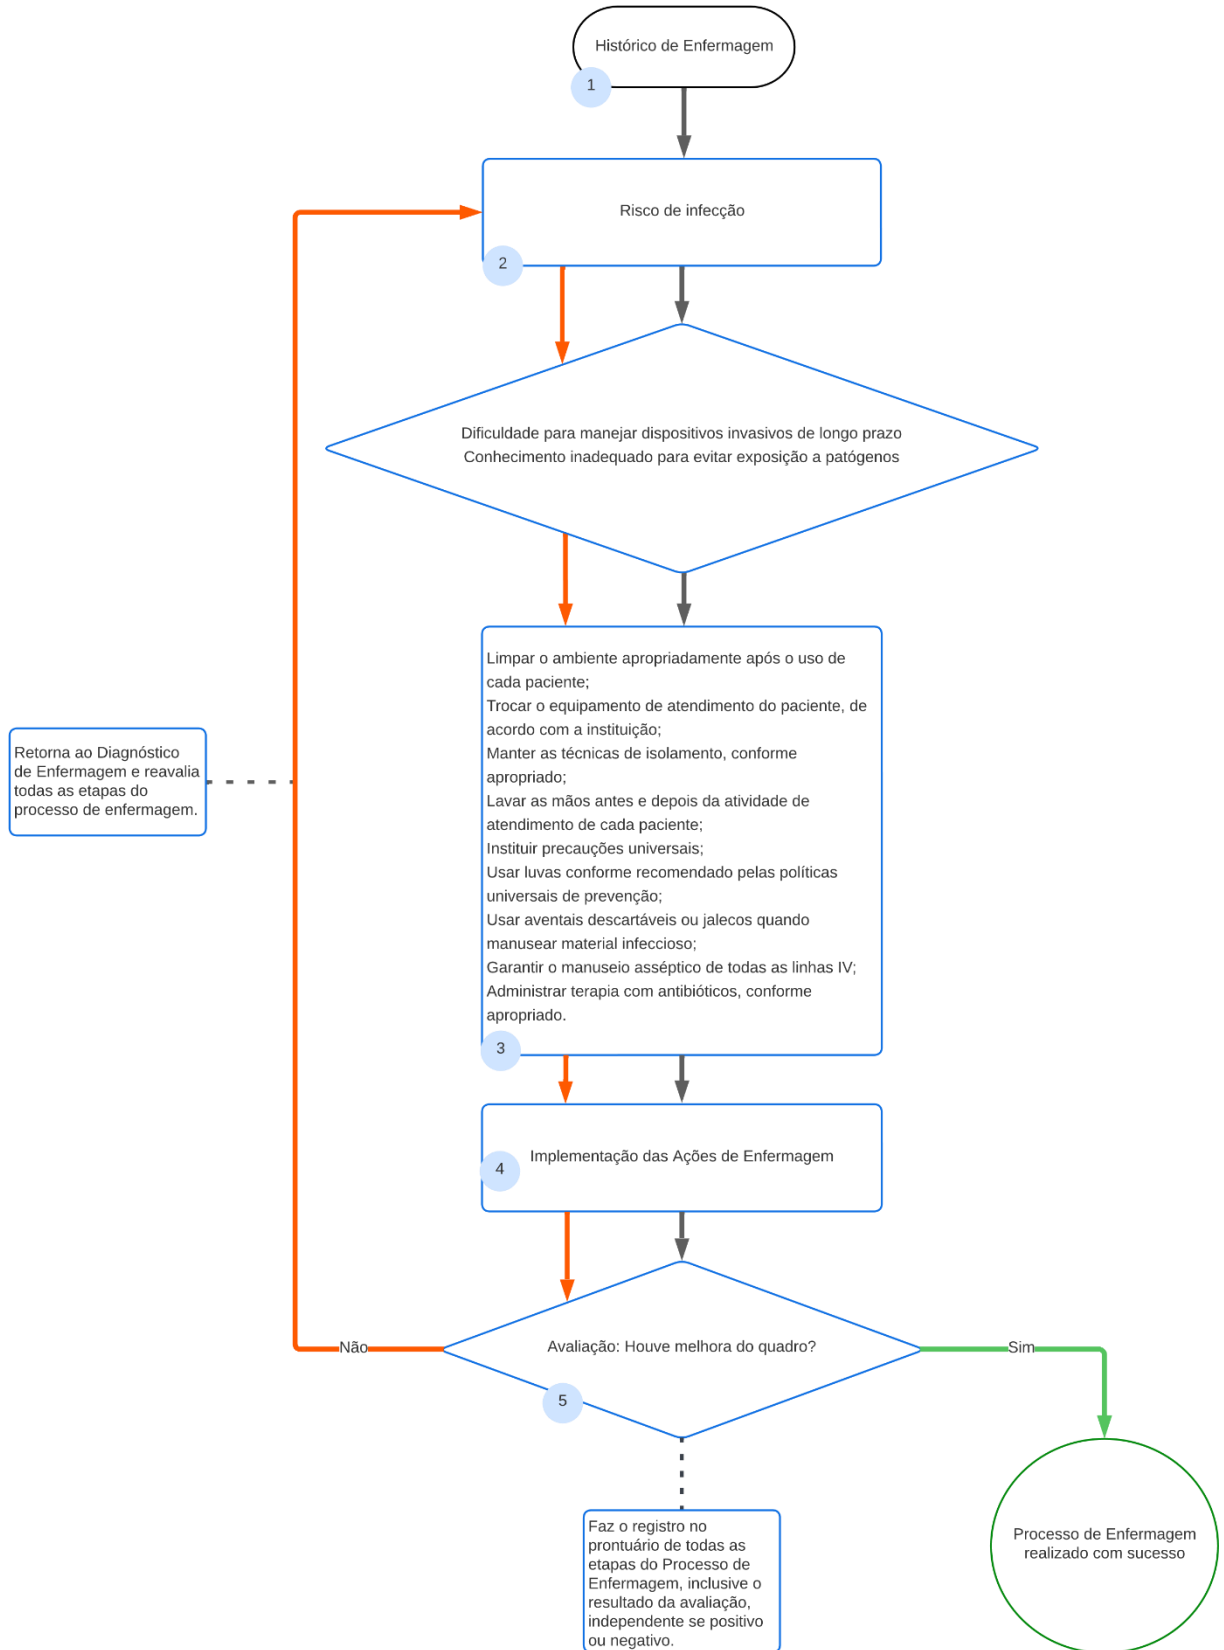 Histórico de Enfermagem
1
Risco de infecção
2
Dificuldade para manejar dispositivos invasivos de longo prazo
Conhecimento inadequado para evitar exposição a patógenos
Limpar o ambiente apropriadamente após o uso de
cada paciente;
Trocar o equipamento de atendimento do paciente, de
acordo com a instituição;
Manter as técnicas de isolamento, conforme
apropriado;
Lavar as mãos antes e depois da atividade de
atendimento de cada paciente;
Instituir precauções universais;
Usar luvas conforme recomendado pelas políticas
universais de prevenção;
Usar aventais descartáveis ou jalecos quando
manusear material infeccioso;
Garantir o manuseio asséptico de todas as linhas IV;
Administrar terapia com antibióticos, conforme
apropriado.
3
Retorna ao Diagnóstico
de Enfermagem e reavalia
todas as etapas do
processo de enfermagem.
Implementação das Ações de Enfermagem
4
Avaliação: Houve melhora do quadro?
Não
Sim
5
Faz o registro no
prontuário de todas as
etapas do Processo de
Enfermagem, inclusive o
resultado da avaliação,
independente se positivo
ou negativo.
Processo de Enfermagem
realizado com sucesso